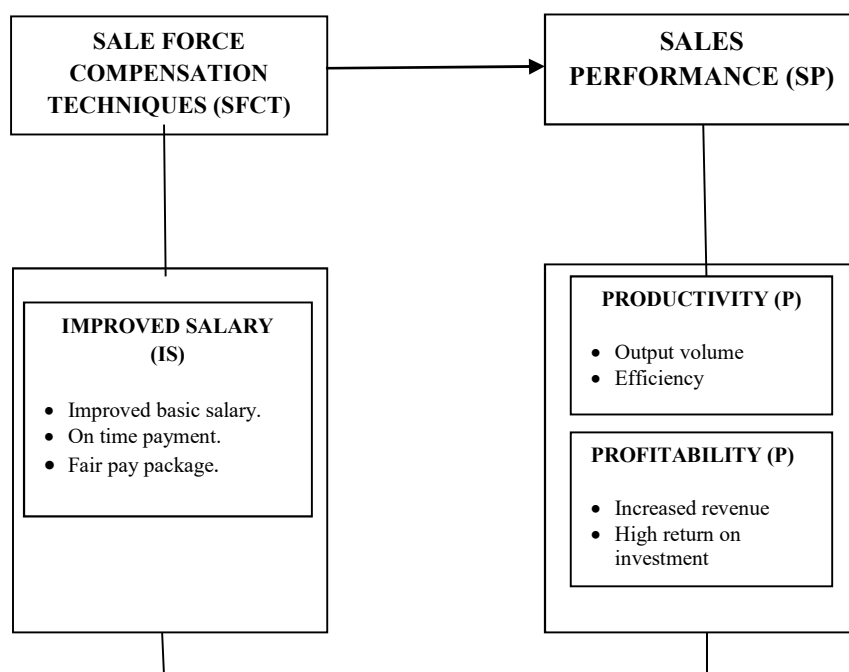 SALE FORCE
COMPENSATION
TECHNIQUES (SFCT)
SALES
PERFORMANCE (SP)
IMPROVED SALARY
(IS)
• Improved basic salary.
• On time payment.
• Fair pay package.
PRODUCTIVITY (P)
• Output volume
• Efficiency
PROFITABILITY (P)
• Increased revenue
• High return on
investment